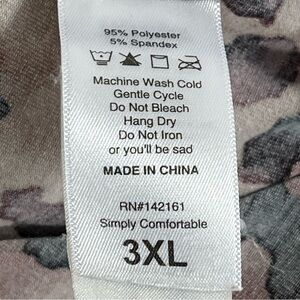 95% Polyester
5% Spandex
Machine Wash Cold
Gentle Cycle
Do Not Bleach
Hang Dry
Do Not Iron
or you'll be sad
MADE IN CHINA
RN#142161
Simply Comfortable
3XL